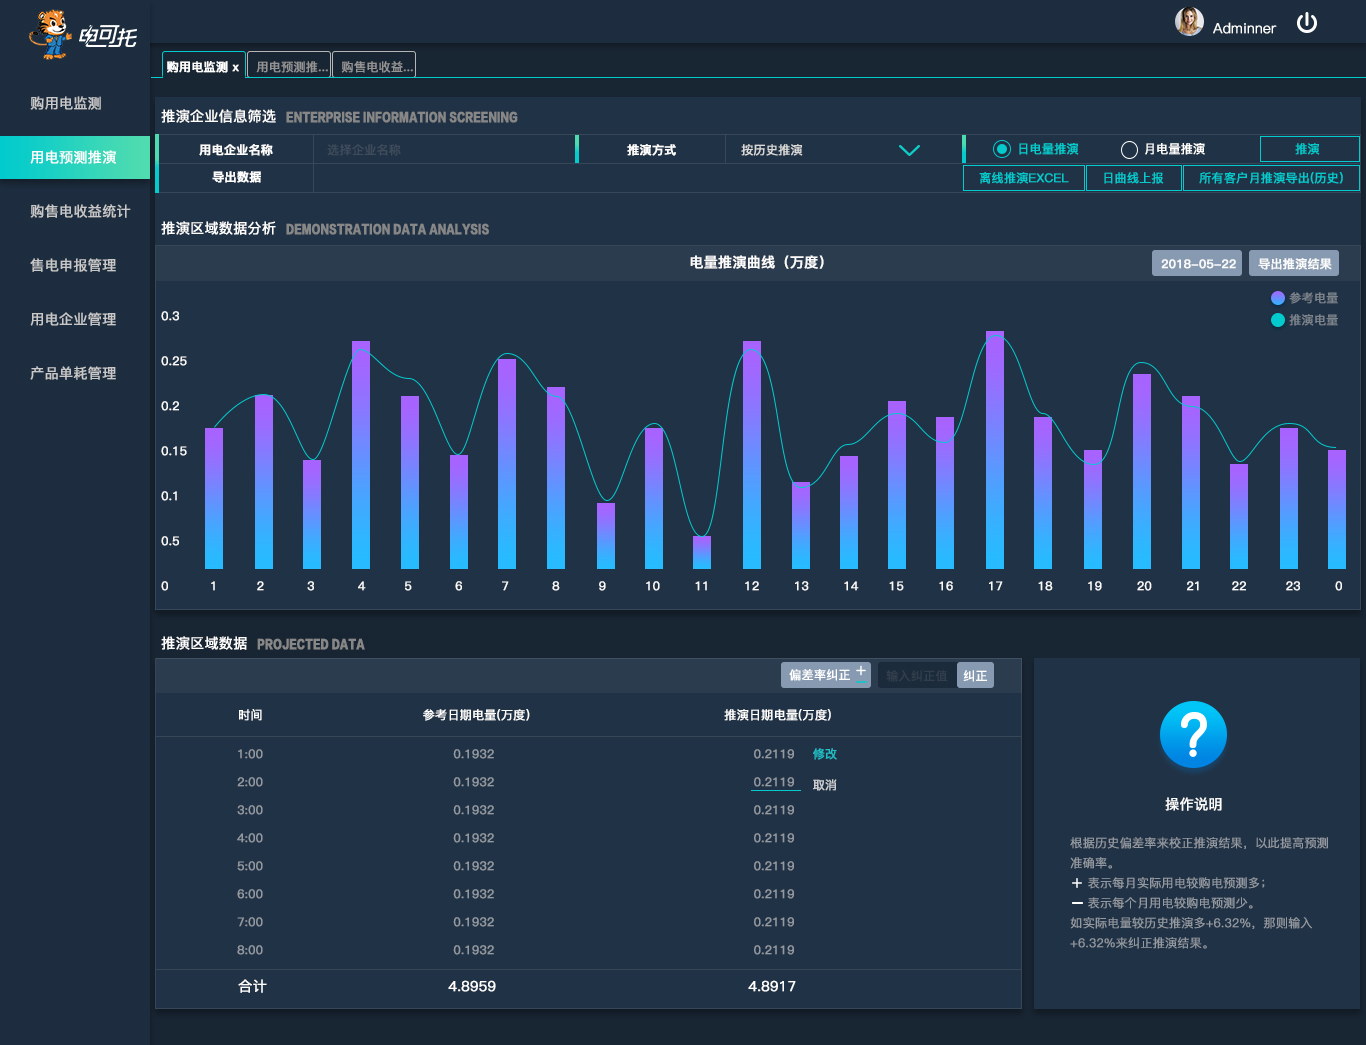 电可托
Adminner
购用电监测 x
用电预测推...
购售电收益...
购用电监测
用电预测推演
购售电收益统计
售电申报管理
用电企业管理
产品单耗管理
推演企业信息筛选 ENTERPRISE INFORMATION SCREENING
用电企业名称 选择企业名称 推演方式 按历史推演 日电量推演 月电量推演 推演
导出数据 离线推演EXCEL 日曲线上报 所有客户月推演导出(历史)
推演区域数据分析 DEMONSTRATION DATA ANALYSIS
电量推演曲线（万度） 2018-05-22 导出推演结果
参考电量
推演电量
0.3
0.25
0.2
0.15
0.1
0.5
0 1 2 3 4 5 6 7 8 9 10 11 12 13 14 15 16 17 18 19 20 21 22 23 0
推演区域数据 PROJECTED DATA
偏差率纠正 + 输入纠正值 纠正
时间 参考日期电量(万度) 推演日期电量(万度)
1:00 0.1932 0.2119 修改
2:00 0.1932 0.2119 取消
3:00 0.1932 0.2119
4:00 0.1932 0.2119
5:00 0.1932 0.2119
6:00 0.1932 0.2119
7:00 0.1932 0.2119
8:00 0.1932 0.2119
合计 4.8959 4.8917
?
操作说明
根据历史偏差率来校正推演结果，以此提高预测
准确率。
+ 表示每月实际用电较购电预测多；
- 表示每个月用电较购电预测少。
如实际电量较历史推演多+6.32%，那则输入
+6.32%来纠正推演结果。